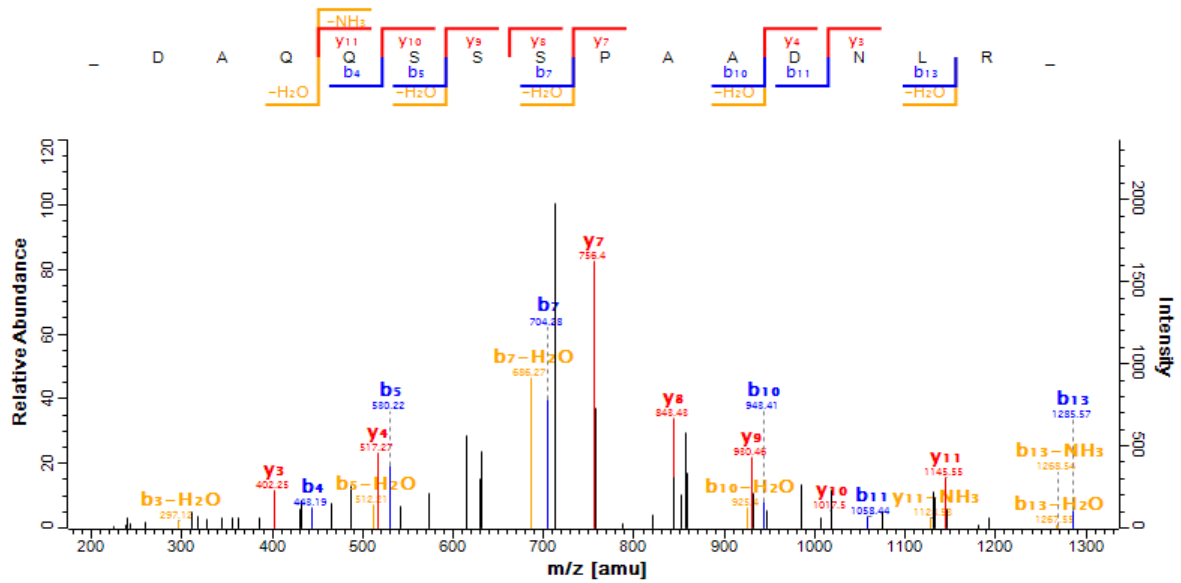 −NH₃
y₁₁ y₁₀ y₉ y₈ y₇ y₄ y₃
_ D A Q Q S S S P A A D N L R _
b₄ b₅ b₇ b₁₀ b₁₁ b₁₃
−H₂O −H₂O −H₂O −H₂O −H₂O
120
100
80
60
40
20
0
Relative Abundance
2000
1500
1000
500
0
Intensity
y₇
756.4
b₇
704.28
b₇−H₂O
686.27
b₅
530.22
b₁₀
943.41
b₁₃
1285.57
y₈
843.43
y₄
517.27
y₉
930.46
b₁₃−NH₃
1268.54
y₃
402.25
b₅−H₂O
512.21
b₁₀−H₂O
y₁₁
1145.55
b₃−H₂O
b₄
443.19
y₁₀
1017.5
b₁₁
1058.44
y₁₁−NH₃
b₁₃−H₂O
200 300 400 500 600 700 800 900 1000 1100 1200 1300
m/z [amu]